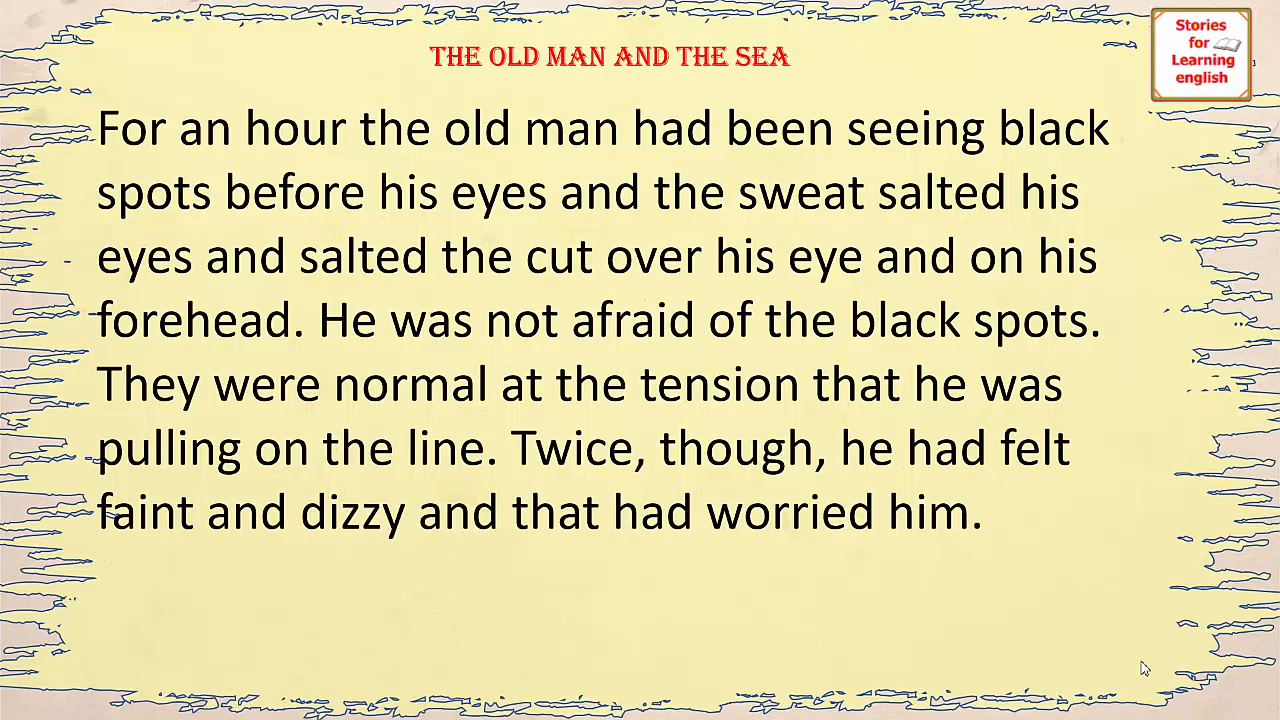 THE OLD MAN AND THE SEA
Stories
for
Learning
english
For an hour the old man had been seeing black
spots before his eyes and the sweat salted his
eyes and salted the cut over his eye and on his
forehead. He was not afraid of the black spots.
They were normal at the tension that he was
pulling on the line. Twice, though, he had felt
faint and dizzy and that had worried him.